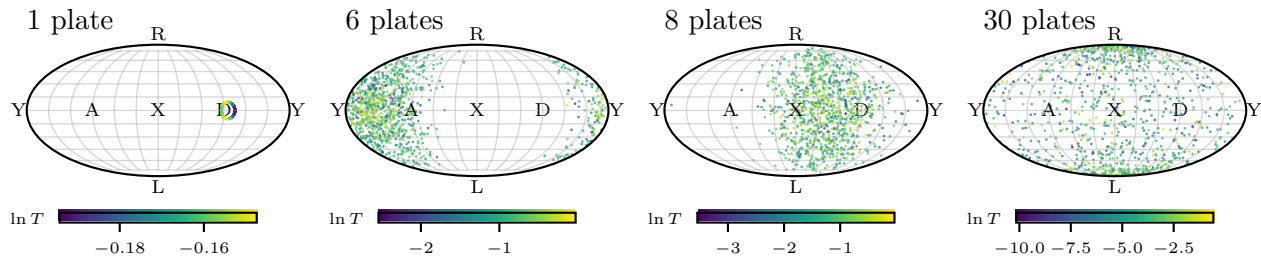 1 plate
R
Y A X D Y
L
ln T
−0.18 −0.16
6 plates
R
Y A X D Y
L
ln T
−2 −1
8 plates
R
Y A X D Y
L
ln T
−3 −2 −1
30 plates
R
Y A X D Y
L
ln T
−10.0 −7.5 −5.0 −2.5